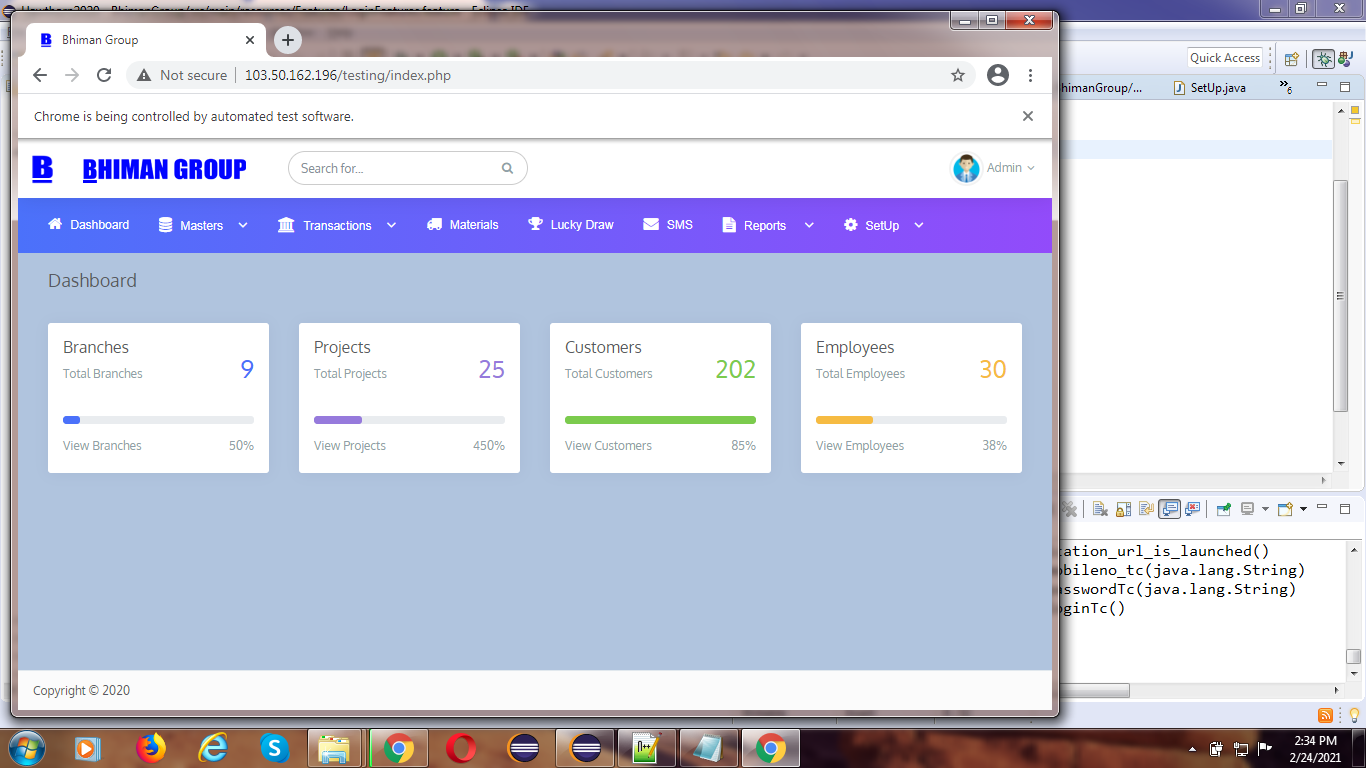 Bhiman Group
Not secure
103.50.162.196/testing/index.php
Quick Access
himanGroup/...
SetUp.java
6
Chrome is being controlled by automated test software.
B
BHIMAN GROUP
Search for...
Admin
Dashboard
Masters
Transactions
Materials
Lucky Draw
SMS
Reports
SetUp
Dashboard
Branches
Total Branches
9
View Branches
50%
Projects
Total Projects
25
View Projects
450%
Customers
Total Customers
202
View Customers
85%
Employees
Total Employees
30
View Employees
38%
Copyright © 2020
ation_url_is_launched()
obileno_tc(java.lang.String)
asswordTc(java.lang.String)
oginTc()
2:34 PM
2/24/2021